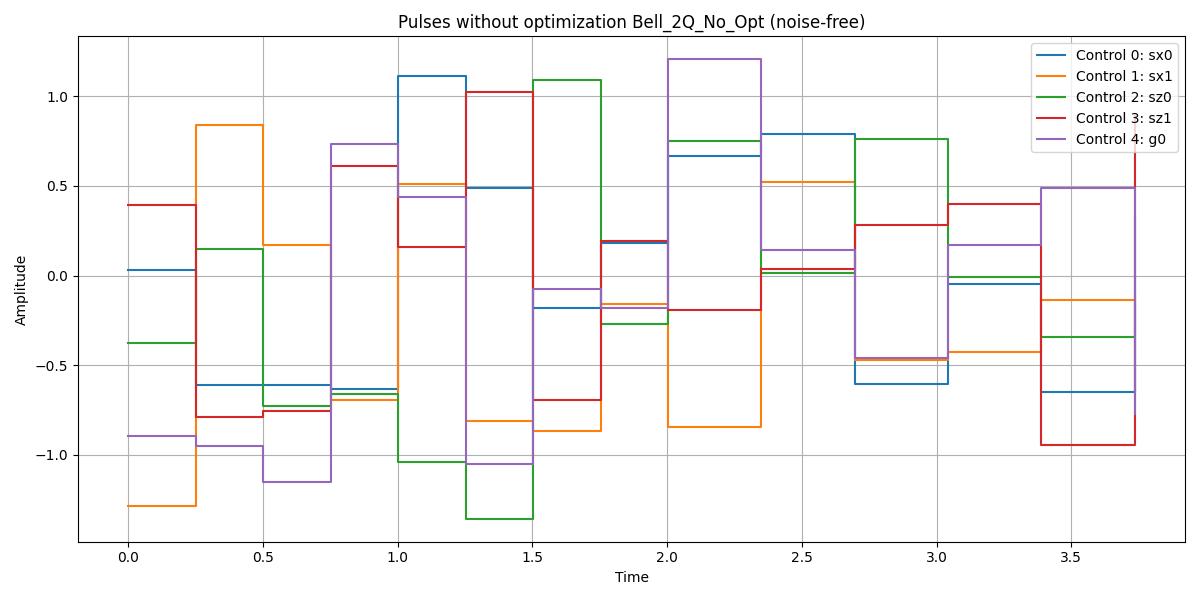 Pulses without optimization Bell_2Q_No_Opt (noise-free)
Control 0: sx0
Control 1: sx1
Control 2: sz0
Control 3: sz1
Control 4: g0
Amplitude
1.0
0.5
0.0
−0.5
−1.0
0.0 0.5 1.0 1.5 2.0 2.5 3.0 3.5
Time